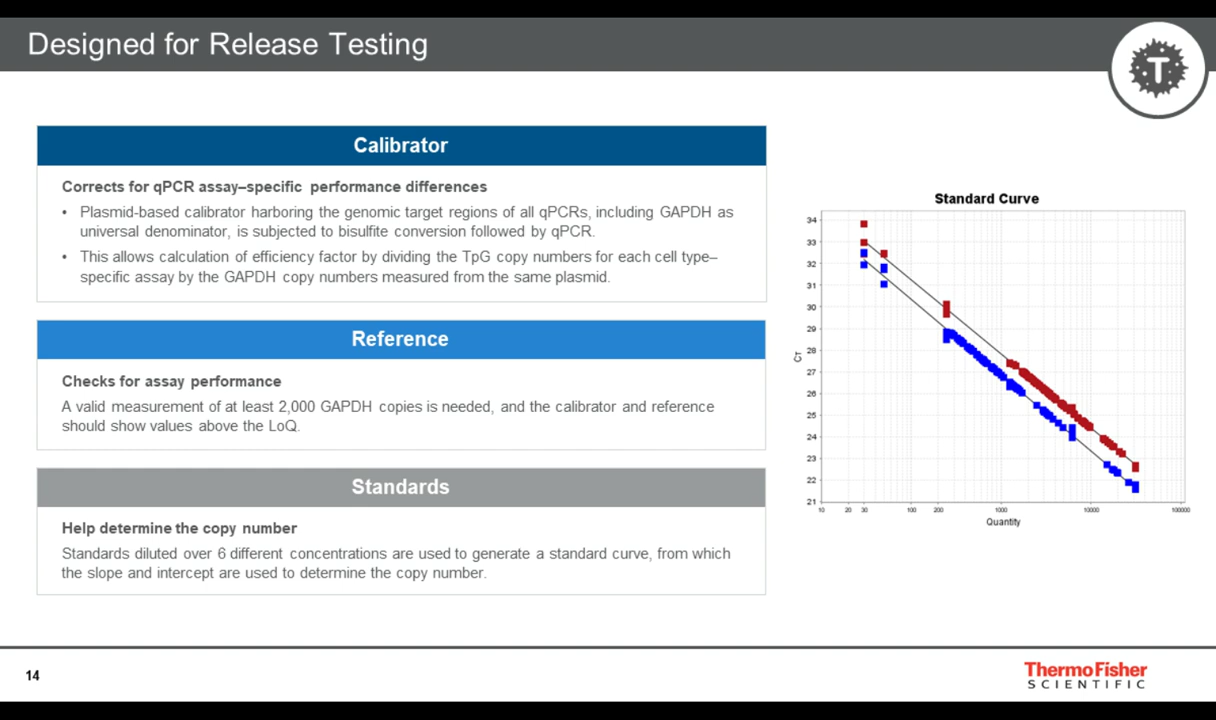 Designed for Release Testing
T
Calibrator
Corrects for qPCR assay–specific performance differences
• Plasmid-based calibrator harboring the genomic target regions of all qPCRs, including GAPDH as
universal denominator, is subjected to bisulfite conversion followed by qPCR.
• This allows calculation of efficiency factor by dividing the TpG copy numbers for each cell type–
specific assay by the GAPDH copy numbers measured from the same plasmid.
Reference
Checks for assay performance
A valid measurement of at least 2,000 GAPDH copies is needed, and the calibrator and reference
should show values above the LoQ.
Standards
Help determine the copy number
Standards diluted over 6 different concentrations are used to generate a standard curve, from which
the slope and intercept are used to determine the copy number.
Standard Curve
34
33
32
31
30
29
28
27
26
25
24
23
22
21
CT
10 20 30 100 200 1000 10000 100000
Quantity
14
ThermoFisher
SCIENTIFIC